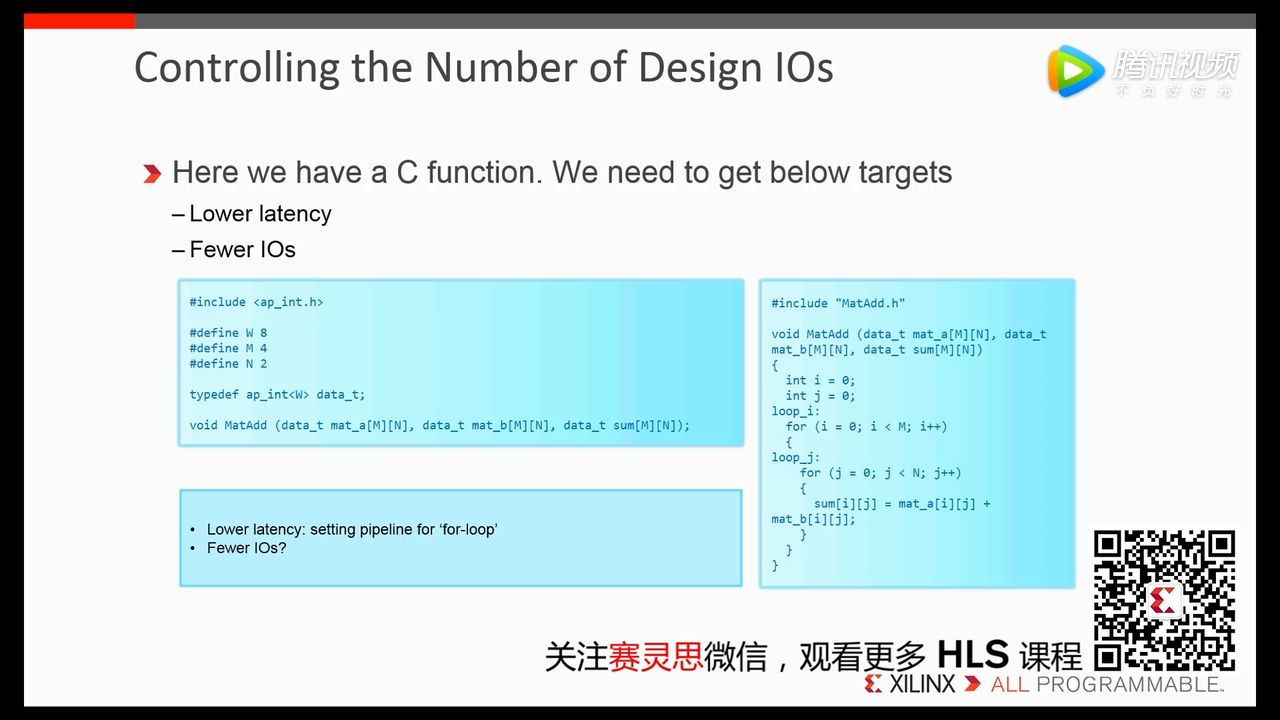 Controlling the Number of Design IOs
腾讯视频
不负好时光
Here we have a C function. We need to get below targets
– Lower latency
– Fewer IOs
#include <ap_int.h>
#define W 8
#define M 4
#define N 2
typedef ap_int<W> data_t;
void MatAdd (data_t mat_a[M][N], data_t mat_b[M][N], data_t sum[M][N]);
#include "MatAdd.h"
void MatAdd (data_t mat_a[M][N], data_t
mat_b[M][N], data_t sum[M][N])
{
int i = 0;
int j = 0;
loop_i:
for (i = 0; i < M; i++)
{
loop_j:
for (j = 0; j < N; j++)
{
sum[i][j] = mat_a[i][j] +
mat_b[i][j];
}
}
}
• Lower latency: setting pipeline for ‘for-loop’
• Fewer IOs?
关注赛灵思微信，观看更多 HLS 课程
XILINX ALL PROGRAMMABLE™